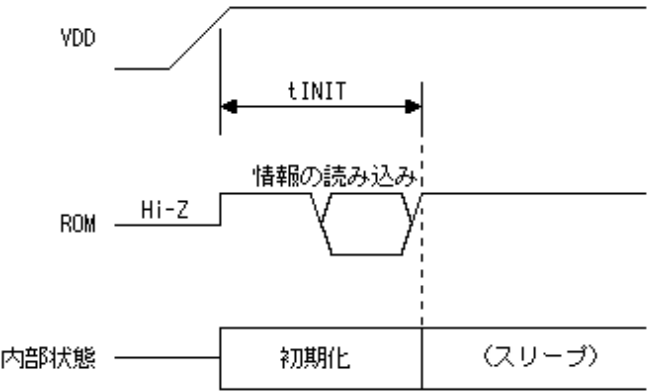 VDD
tINIT
情報の読み込み
ROM
Hi-Z
内部状態
初期化
(スリープ)